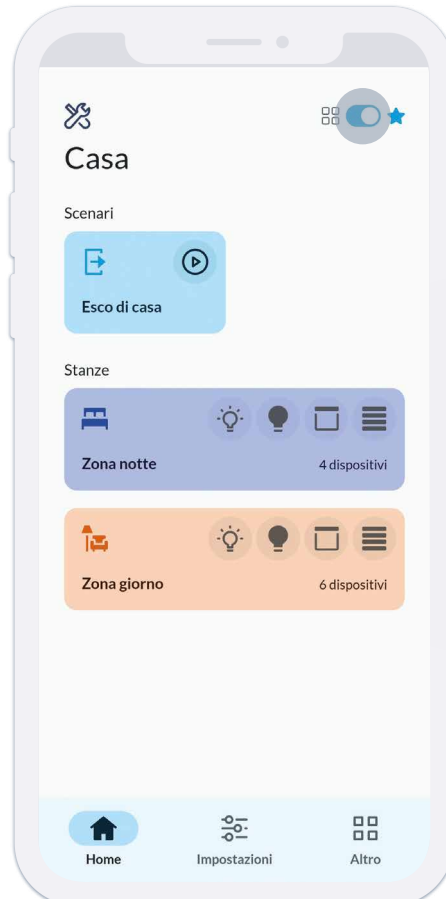 Casa
Scenari
Esco di casa
Stanze
Zona notte
4 dispositivi
Zona giorno
6 dispositivi
Home
Impostazioni
Altro